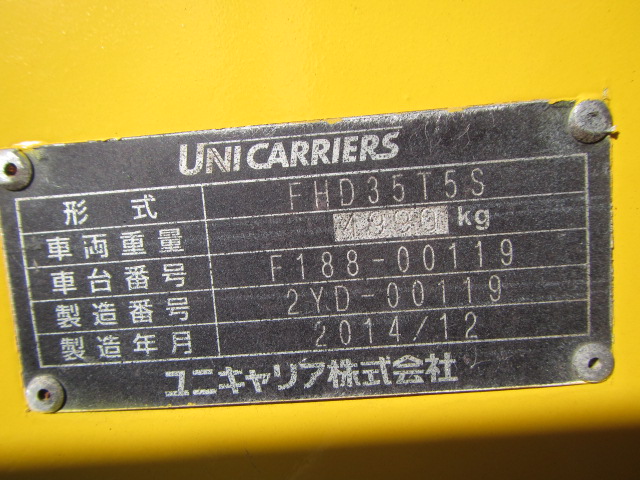 UNICARRIERS
形 式 FHD35T5S
車両重量 kg
車台番号 F188-00119
製造番号 2YD-00119
製造年月 2014/12
ユニキャリア株式会社